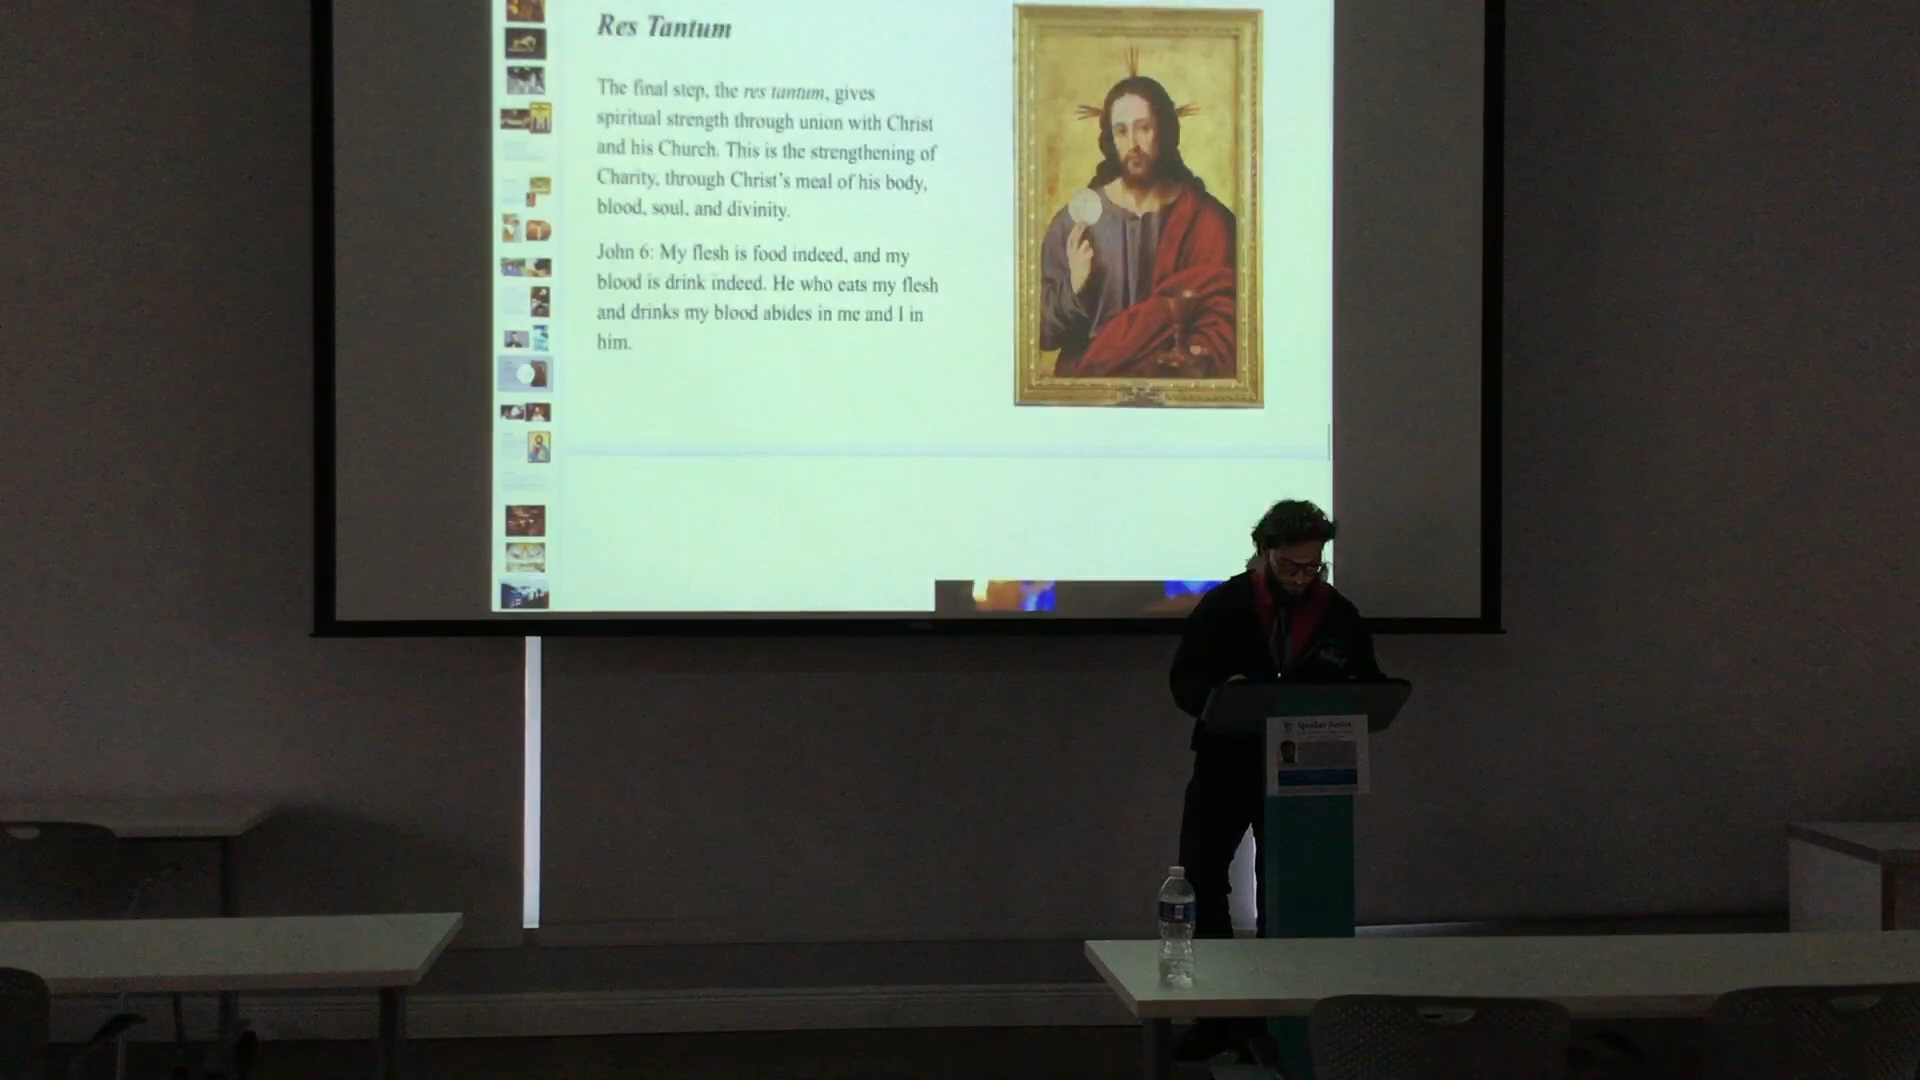 Res Tantum
The final step, the res tantum, gives
spiritual strength through union with Christ
and his Church. This is the strengthening of
Charity, through Christ's meal of his body,
blood, soul, and divinity.
John 6: My flesh is food indeed, and my
blood is drink indeed. He who eats my flesh
and drinks my blood abides in me and I in
him.
Speaker Series